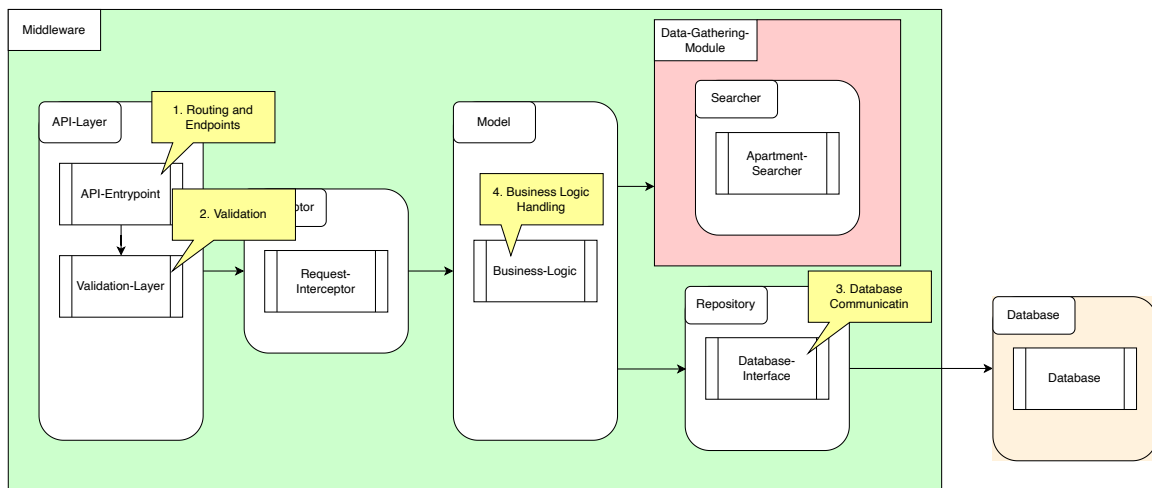 Middleware
API-Layer
1. Routing and
Endpoints
API-Entrypoint
2. Validation
Validation-Layer
Request-
Interceptor
Model
4. Business Logic
Handling
Business-Logic
Data-Gathering-
Module
Searcher
Apartment-
Searcher
Repository
3. Database
Communicatin
Database-
Interface
Database
Database